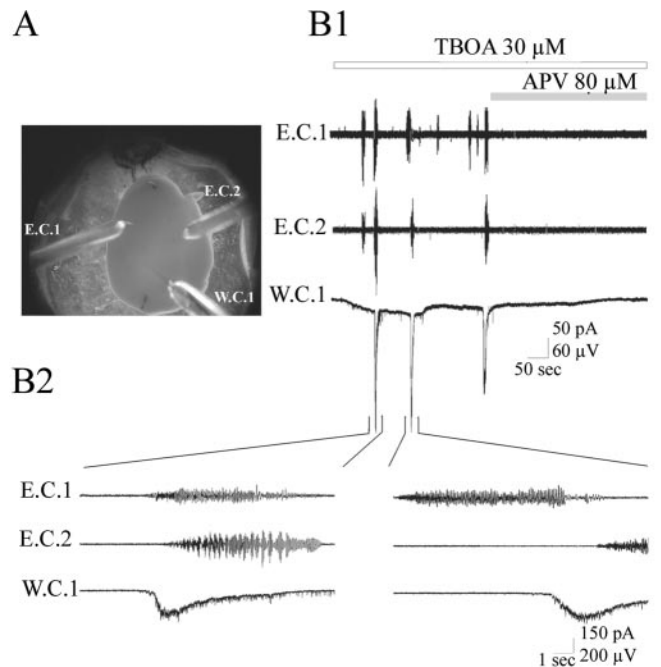 A
E.C.1
E.C.2
W.C.1
B1
TBOA 30 µM
APV 80 µM
E.C.1
E.C.2
W.C.1
50 pA
60 µV
50 sec
B2
E.C.1
E.C.2
W.C.1
150 pA
1 sec 200 µV